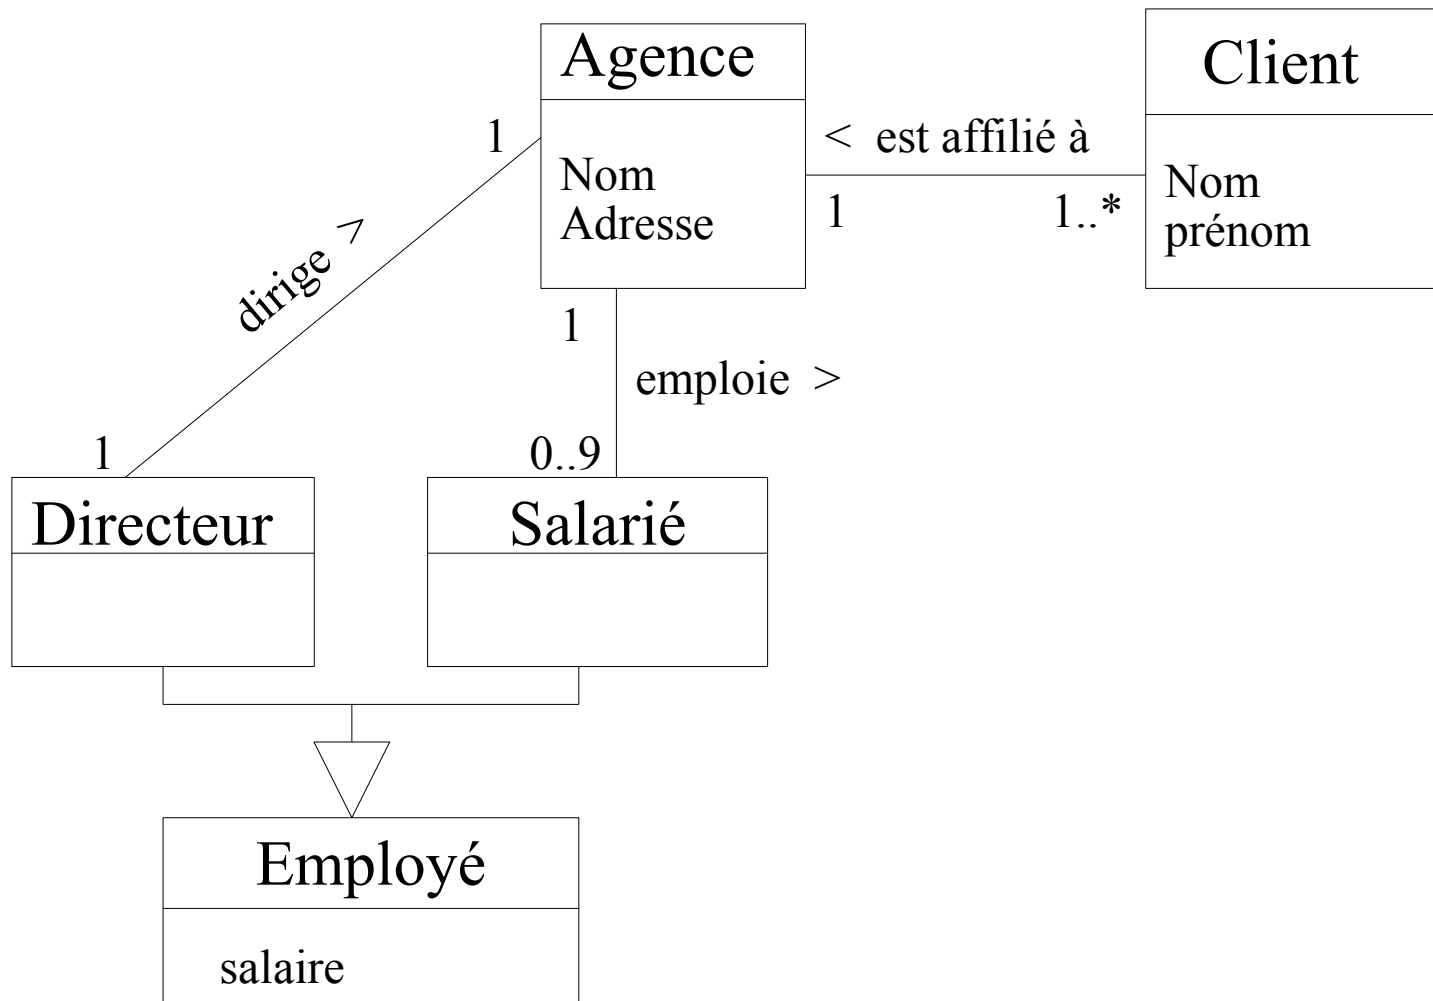 Agence
Client
1
< est affilié à
Nom
Adresse
Nom
prénom
1
1..*
dirige >
1
emploie >
1
0..9
Directeur
Salarié
Employé
salaire